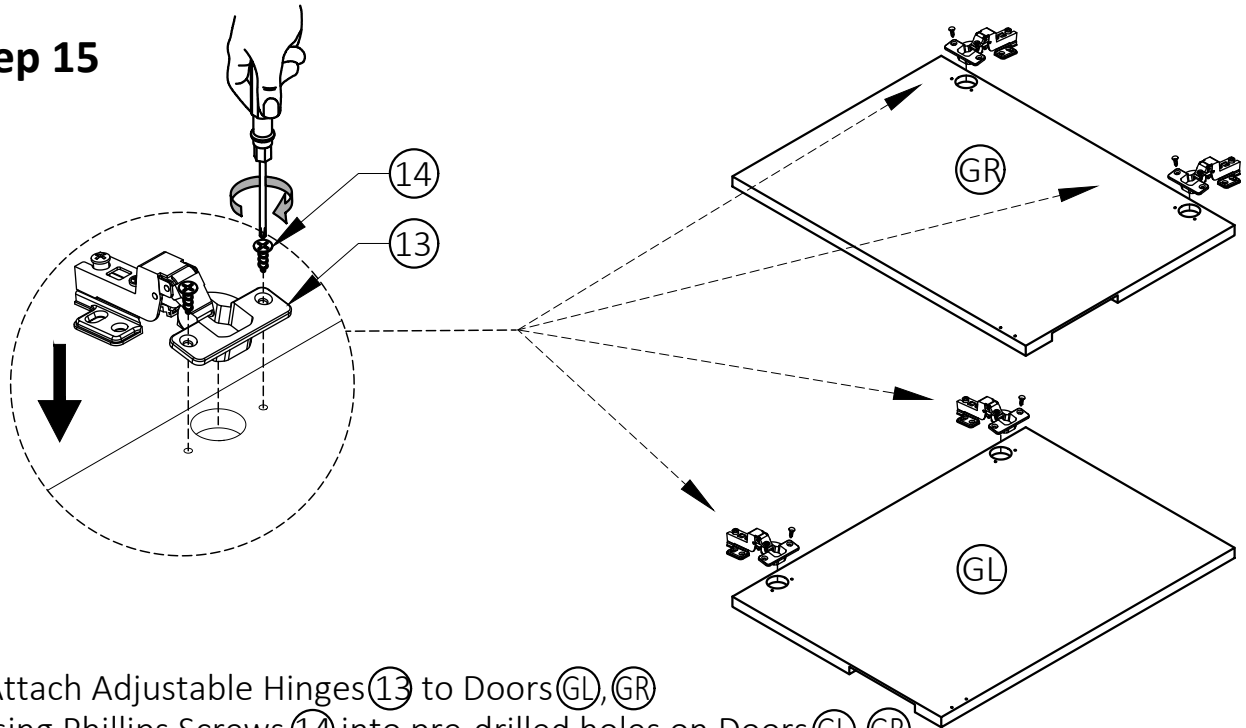 ep 15
14
13
GR
GL
Attach Adjustable Hinges 13 to Doors GL, GR
sing Phillips Screws 14 into pre-drilled holes on Doors GL, GR